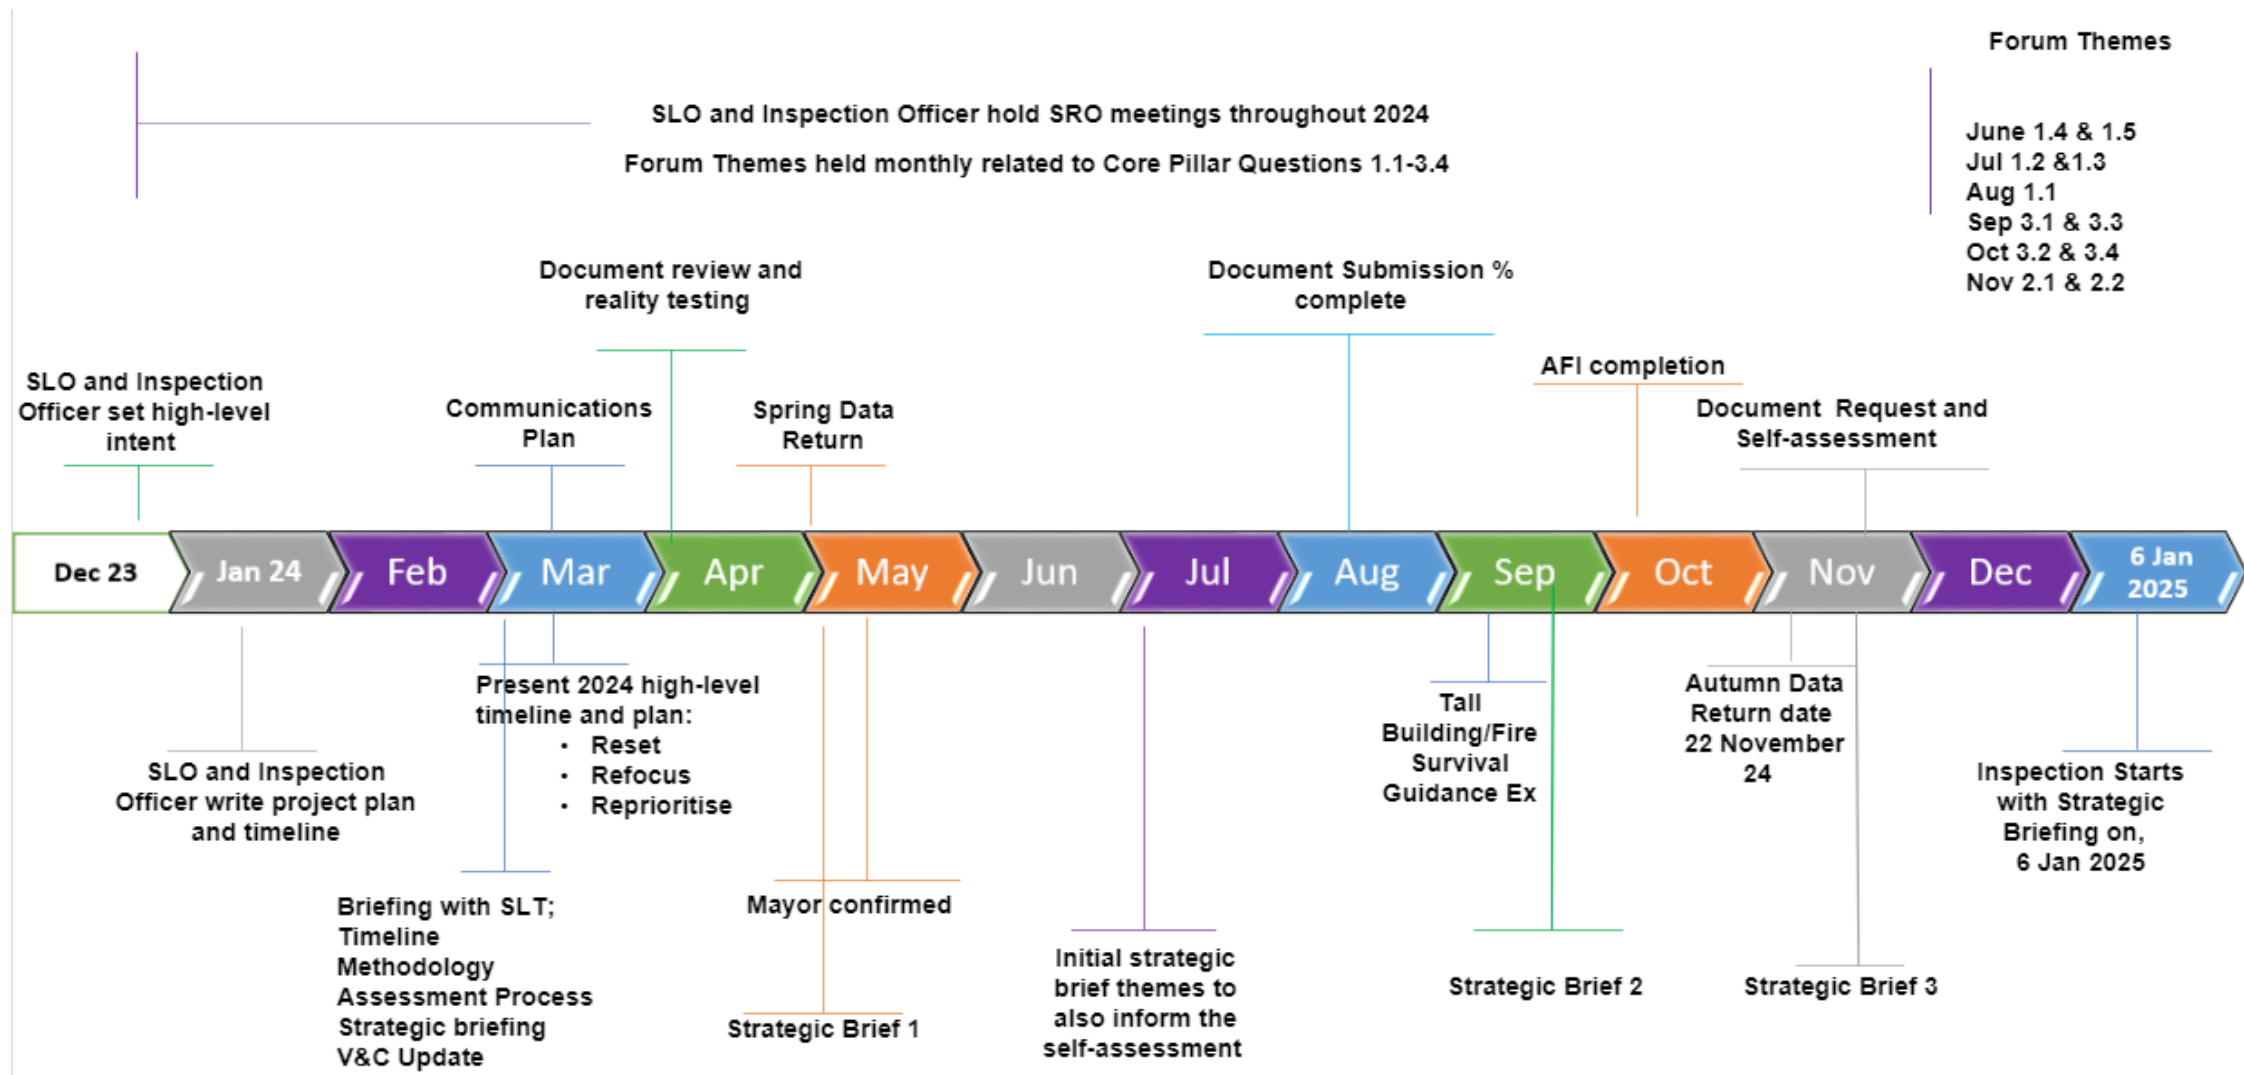 Forum Themes
SLO and Inspection Officer hold SRO meetings throughout 2024
Forum Themes held monthly related to Core Pillar Questions 1.1-3.4
June 1.4 & 1.5
Jul 1.2 &1.3
Aug 1.1
Sep 3.1 & 3.3
Oct 3.2 & 3.4
Nov 2.1 & 2.2
SLO and Inspection
Officer set high-level
intent
Communications
Plan
Document review and
reality testing
Spring Data
Return
Document Submission %
complete
AFI completion
Document Request and
Self-assessment
Dec 23
Jan 24
Feb
Mar
Apr
May
Jun
Jul
Aug
Sep
Oct
Nov
Dec
6 Jan
2025
SLO and Inspection
Officer write project plan
and timeline
Present 2024 high-level
timeline and plan:
• Reset
• Refocus
• Reprioritise
Briefing with SLT;
Timeline
Methodology
Assessment Process
Strategic briefing
V&C Update
Mayor confirmed
Strategic Brief 1
Initial strategic
brief themes to
also inform the
self-assessment
Tall
Building/Fire
Survival
Guidance Ex
Strategic Brief 2
Autumn Data
Return date
22 November
24
Strategic Brief 3
Inspection Starts
with Strategic
Briefing on,
6 Jan 2025